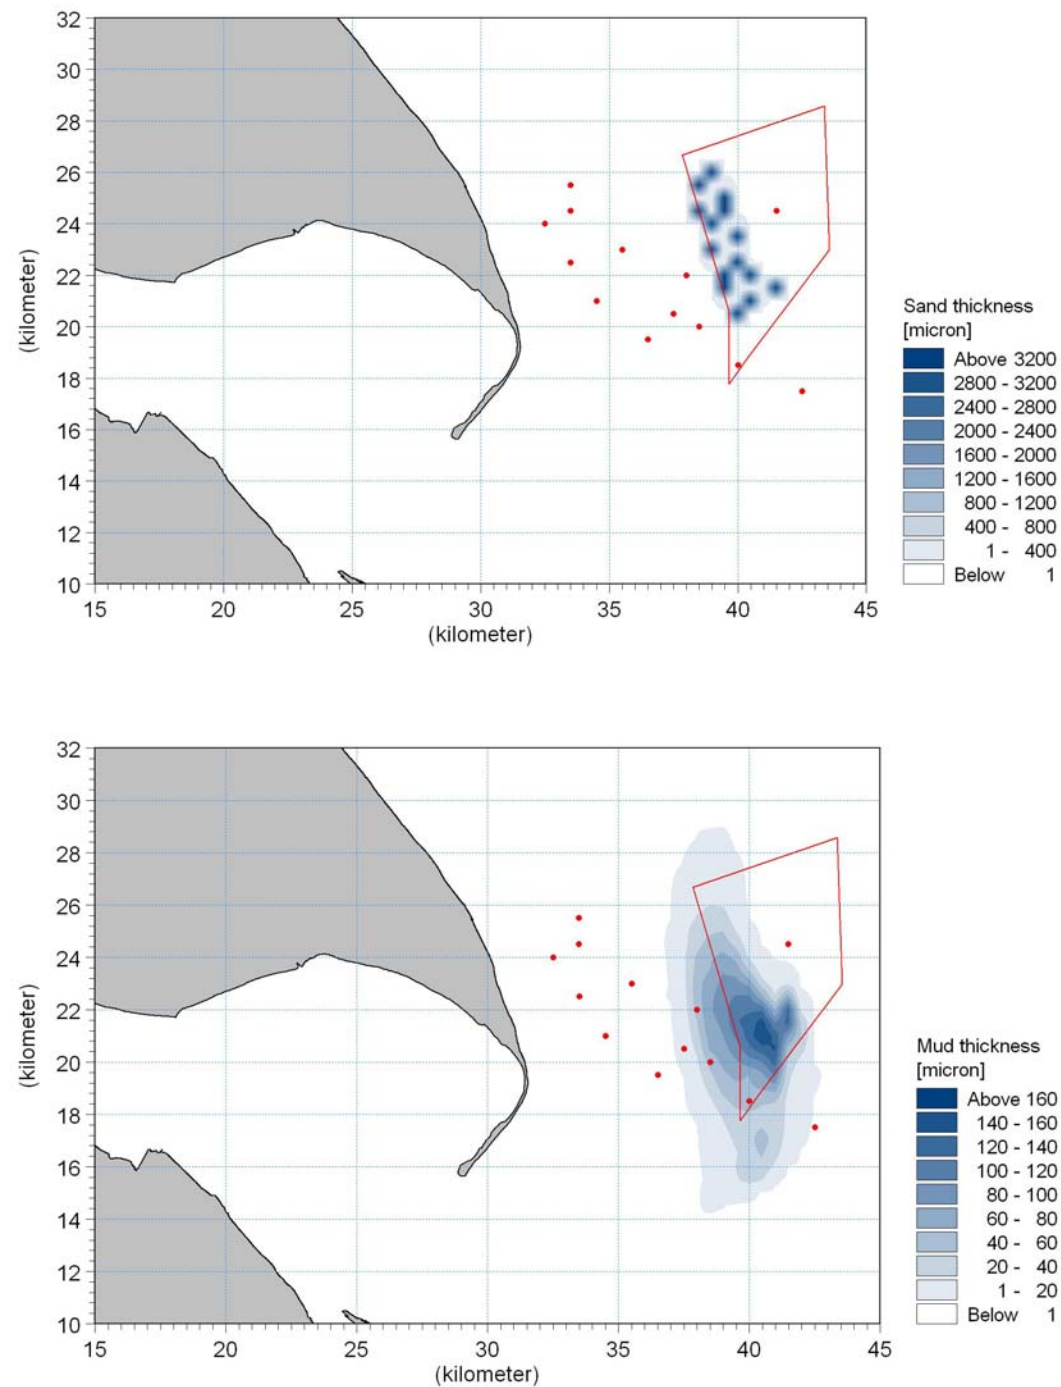 32
30
28
26
24
22
20
18
16
14
12
10
(kilometer)
15 20 25 30 35 40 45
(kilometer)
Sand thickness
[micron]
Above 3200
2800 - 3200
2400 - 2800
2000 - 2400
1600 - 2000
1200 - 1600
800 - 1200
400 - 800
1 - 400
Below 1
32
30
28
26
24
22
20
18
16
14
12
10
(kilometer)
15 20 25 30 35 40 45
(kilometer)
Mud thickness
[micron]
Above 160
140 - 160
120 - 140
100 - 120
80 - 100
60 - 80
40 - 60
20 - 40
1 - 20
Below 1